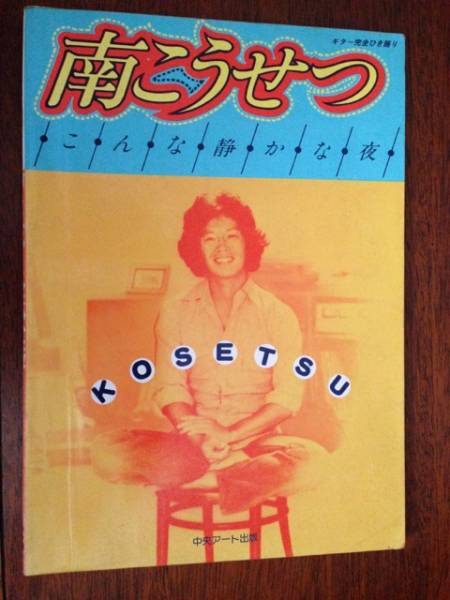 ギター完全ひき語り
南こうせつ
こんな静かな夜
KOSETSU
中央アート出版